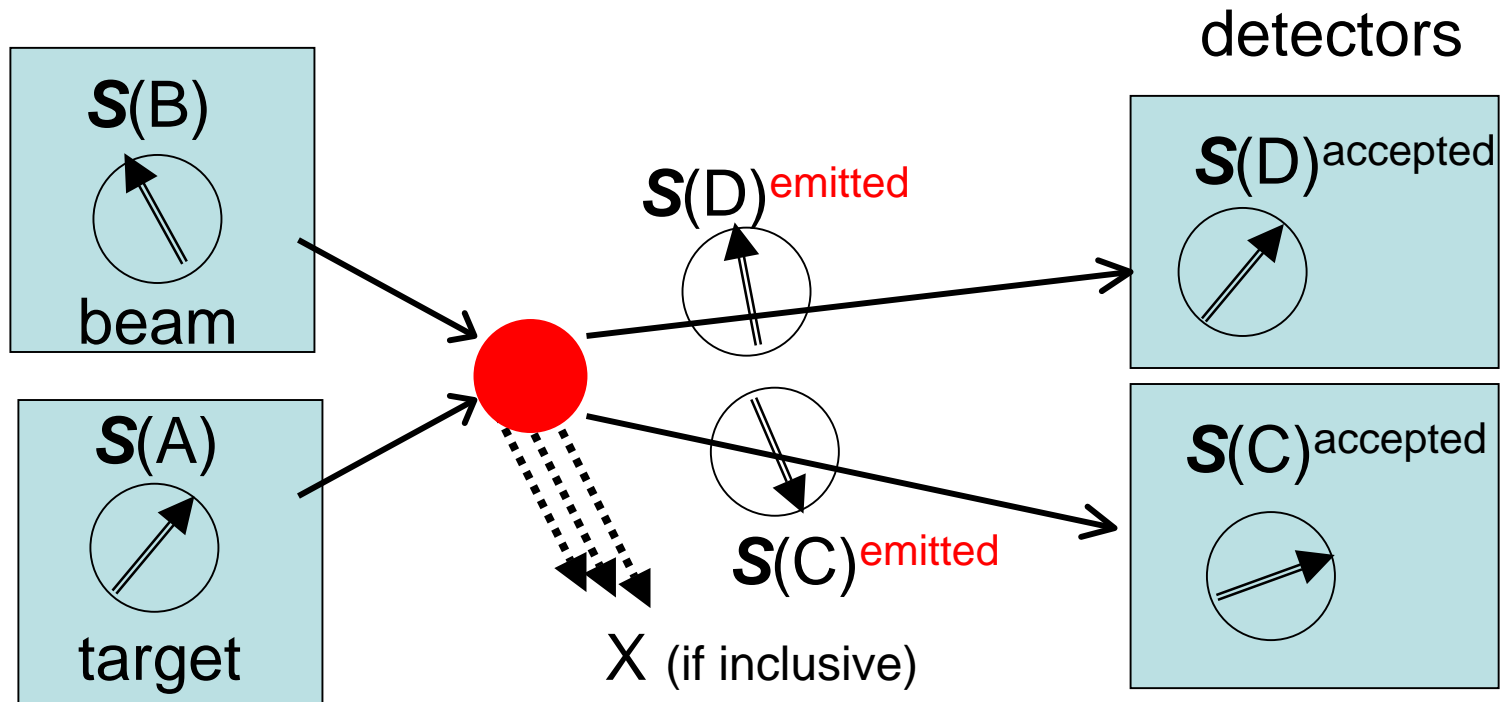 detectors
S(B)
beam
S(D)emitted
S(D)accepted
S(A)
target
S(C)emitted
S(C)accepted
X (if inclusive)